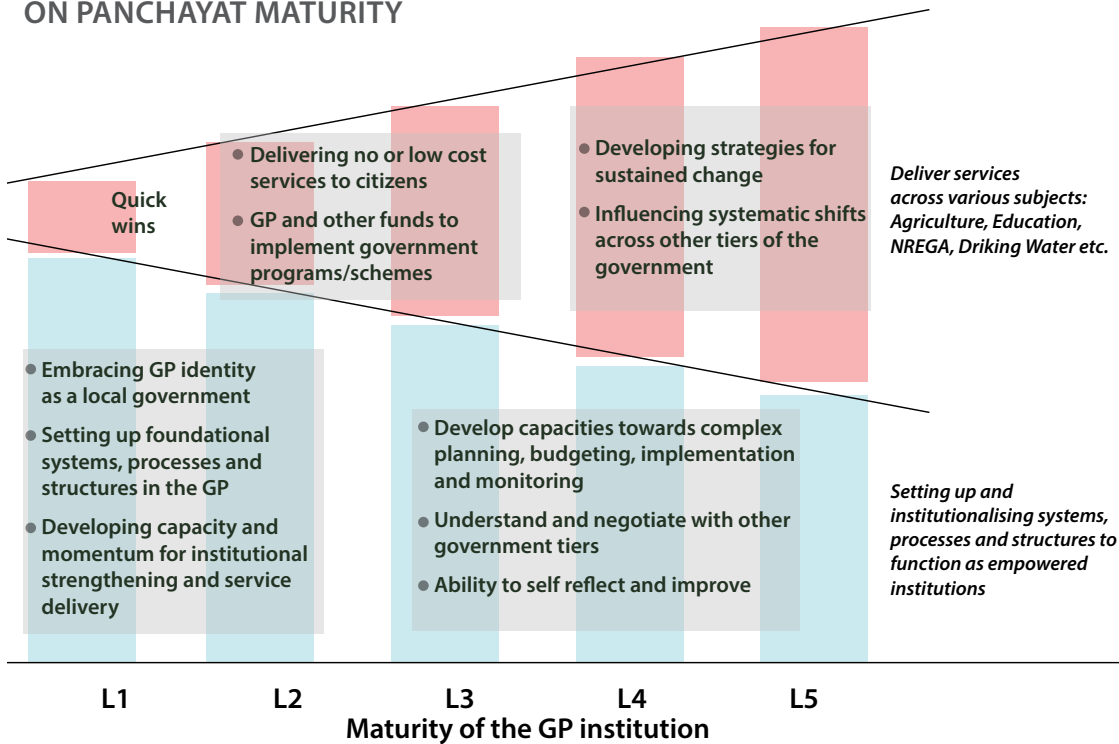 ON PANCHAYAT MATURITY
Quick
wins
Delivering no or low cost
services to citizens
GP and other funds to
implement government
programs/schemes
Developing strategies for
sustained change
Influencing systematic shifts
across other tiers of the
government
Deliver services
across various subjects:
Agriculture, Education,
NREGA, Driking Water etc.
Embracing GP identity
as a local government
Setting up foundational
systems, processes and
structures in the GP
Developing capacity and
momentum for institutional
strengthening and service
delivery
Develop capacities towards complex
planning, budgeting, implementation
and monitoring
Understand and negotiate with other
government tiers
Ability to self reflect and improve
Setting up and
institutionalising systems,
processes and structures to
function as empowered
institutions
L1 L2 L3 L4 L5
Maturity of the GP institution